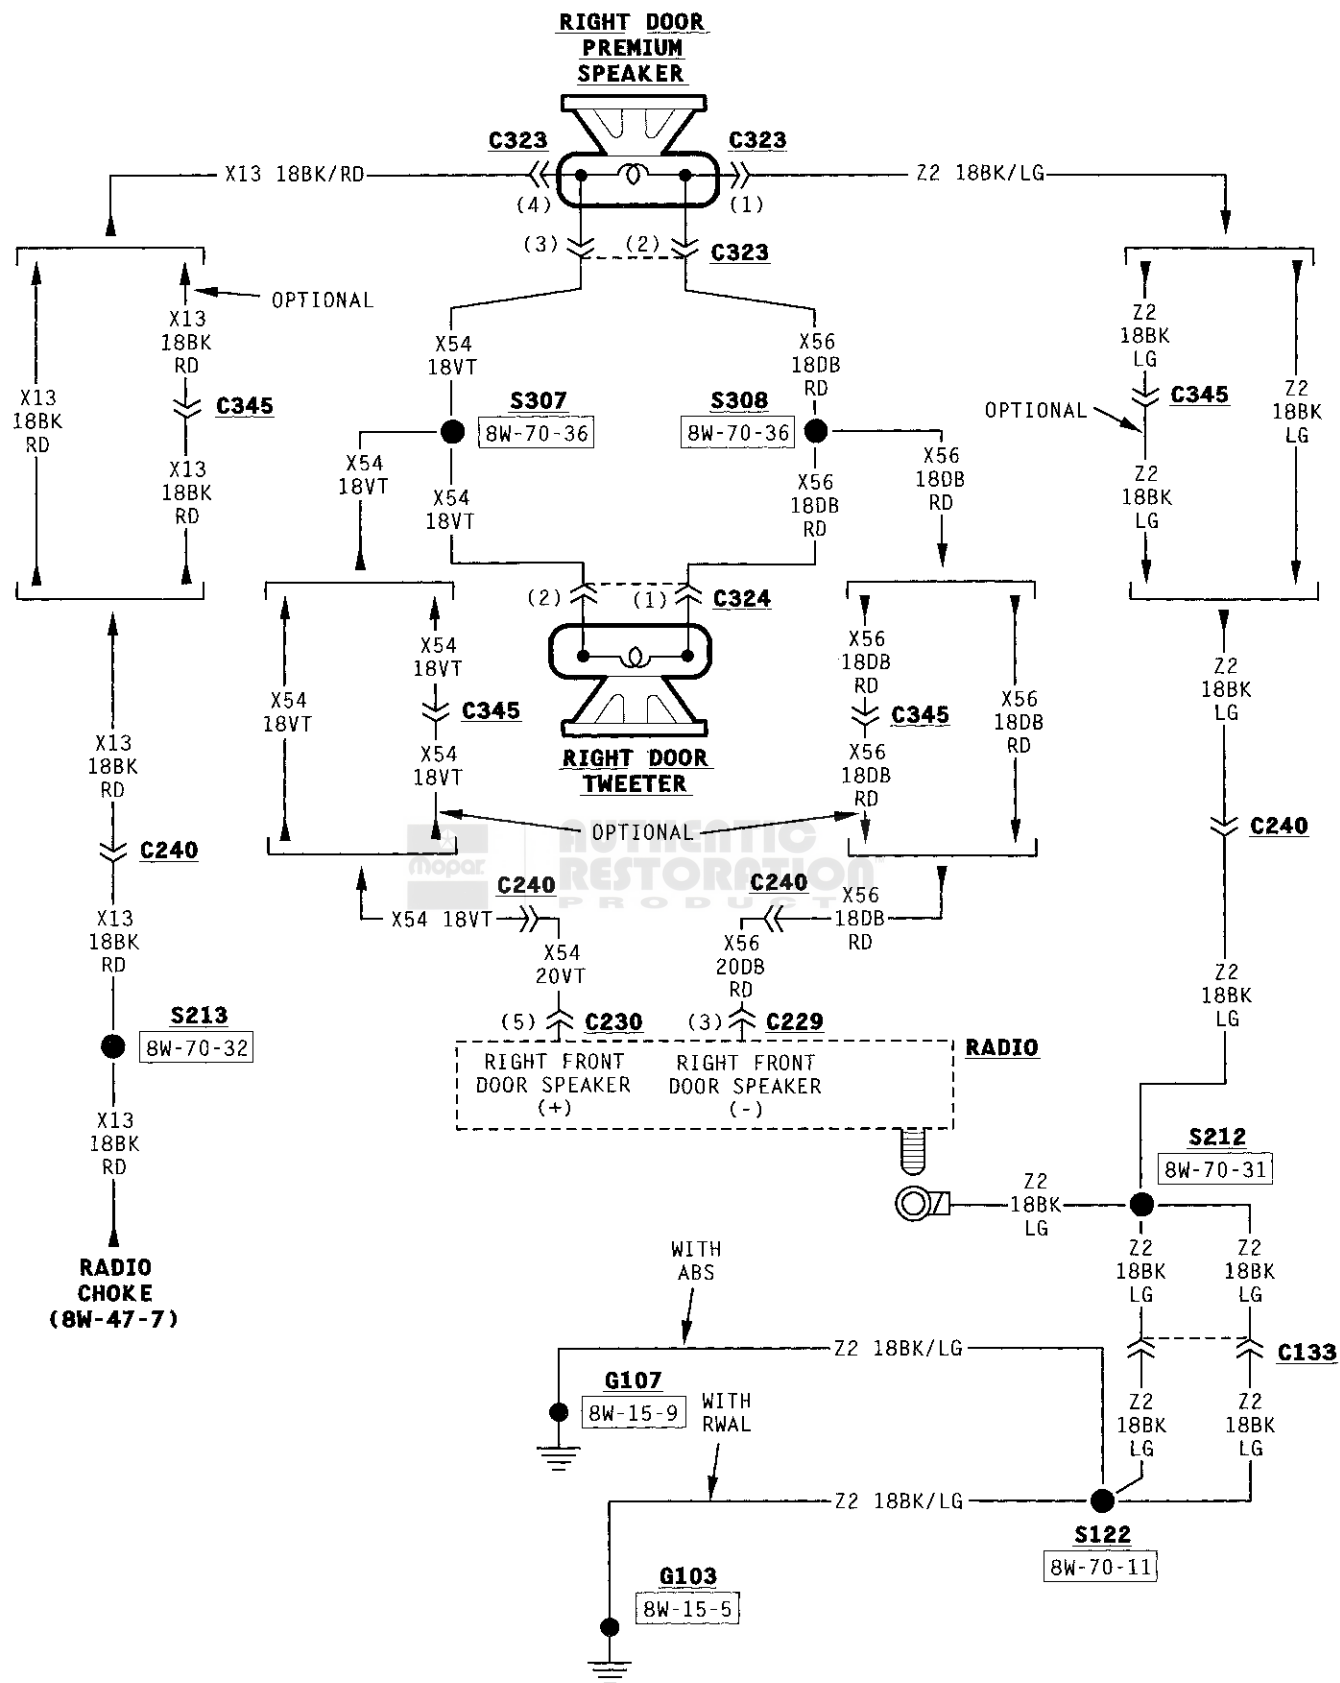 RIGHT DOOR
PREMIUM
SPEAKER
C323
C323
X13 18BK/RD
Z2 18BK/LG
(4)
(1)
(3)
(2)
C323
OPTIONAL
X13
18BK
RD
C345
X13
18BK
RD
X13
18BK
RD
X54
18VT
X56
18DB
RD
S307
8W-70-36
S308
8W-70-36
X54
18VT
X54
18VT
X56
18DB
RD
X56
18DB
RD
Z2
18BK
LG
OPTIONAL
C345
Z2
18BK
LG
Z2
18BK
LG
(2)
(1)
C324
X54
18VT
X54
18VT
C345
X54
18VT
RIGHT DOOR
TWEETER
X56
18DB
RD
C345
X56
18DB
RD
X56
18DB
RD
OPTIONAL
Mopar
AUTHENTIC
RESTORATION
PRODUCT
Z2
18BK
LG
C240
X13
18BK
RD
C240
X13
18BK
RD
C240
X54 18VT
C240
X56
18DB
RD
X54
20VT
X56
20DB
RD
(5)
C230
(3)
C229
RADIO
RIGHT FRONT
DOOR SPEAKER
(+)
RIGHT FRONT
DOOR SPEAKER
(-)
Z2
18BK
LG
S213
8W-70-32
X13
18BK
RD
RADIO
CHOKE
(8W-47-7)
S212
8W-70-31
Z2
18BK
LG
Z2
18BK
LG
Z2
18BK
LG
C133
WITH
ABS
Z2 18BK/LG
G107
8W-15-9
WITH
RWAL
Z2
18BK
LG
Z2
18BK
LG
Z2 18BK/LG
S122
8W-70-11
G103
8W-15-5